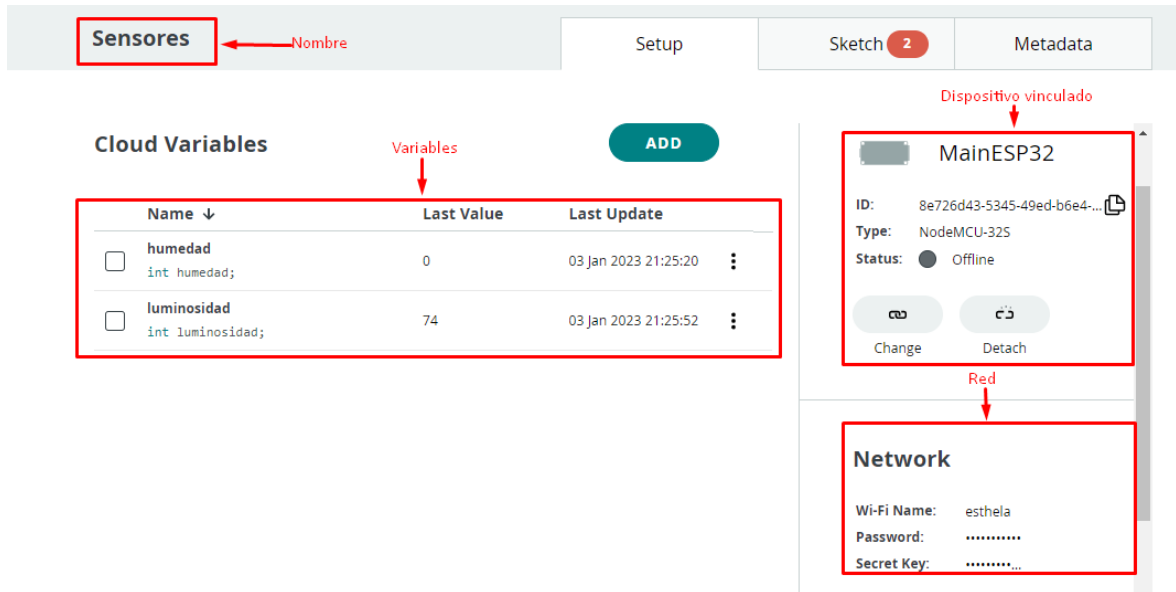 Sensores
Nombre
Setup
Sketch 2
Metadata
Dispositivo vinculado
Cloud Variables
Variables
ADD
MainESP32
Name ↓ Last Value Last Update
humedad
int humedad;
0
03 Jan 2023 21:25:20
luminosidad
int luminosidad;
74
03 Jan 2023 21:25:52
ID: 8e726d43-5345-49ed-b6e4-...
Type: NodeMCU-32S
Status: Offline
Change
Detach
Red
Network
Wi-Fi Name: esthela
Password: •••••••••••
Secret Key: •••••••••...